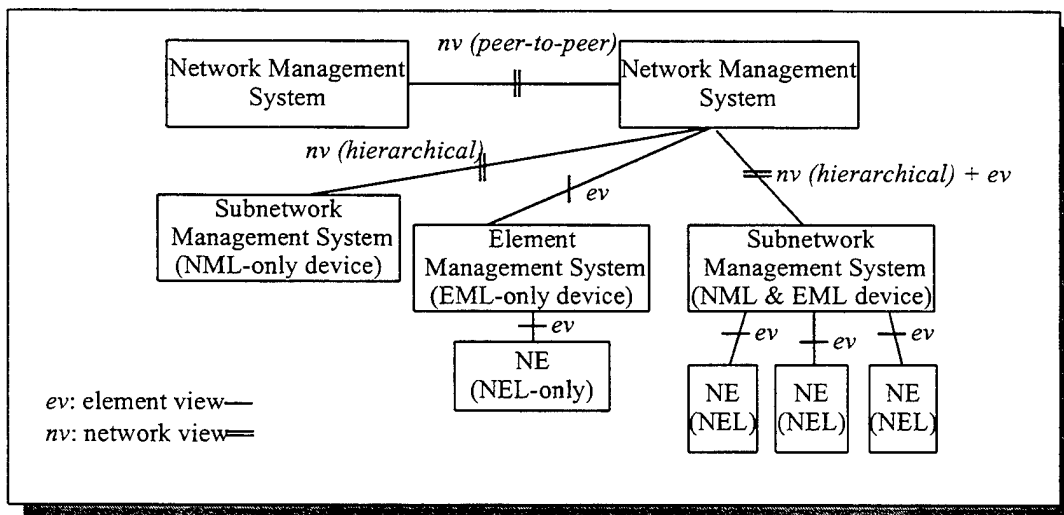 nv (peer-to-peer)
Network Management
System
Network Management
System
nv (hierarchical)
ev
nv (hierarchical) + ev
Subnetwork
Management System
(NML-only device)
Element
Management System
(EML-only device)
Subnetwork
Management System
(NML & EML device)
ev
ev
ev
ev
NE
(NEL-only)
NE
(NEL)
NE
(NEL)
NE
(NEL)
ev: element view
nv: network view